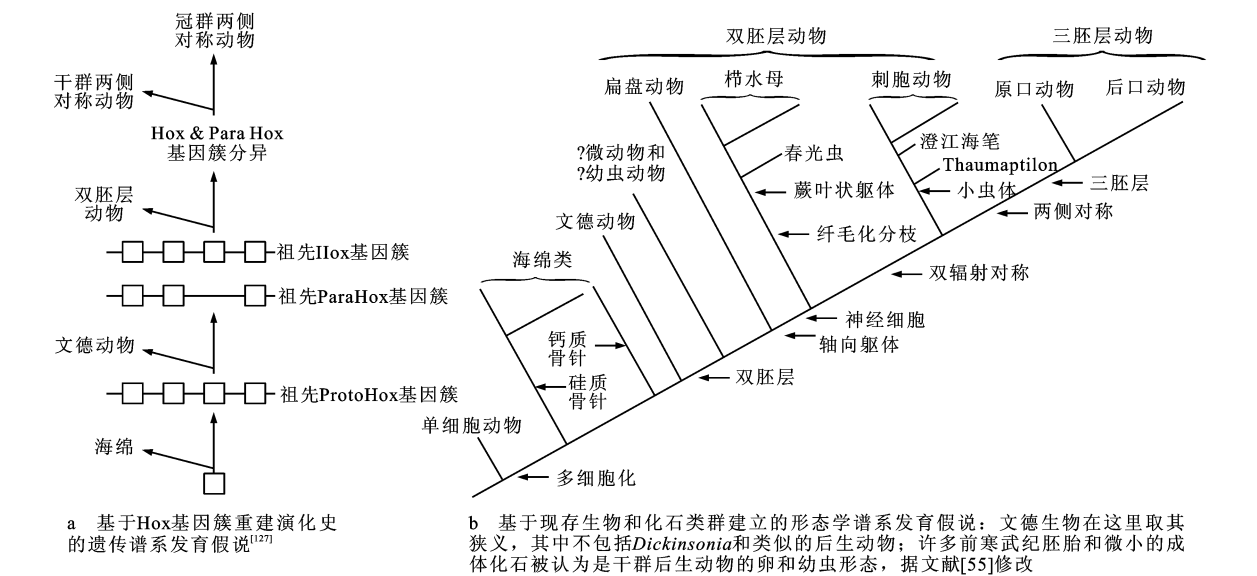 冠群两侧
对称动物
干群两侧
对称动物
Hox & Para Hox
基因簇分异
双胚层
动物
祖先IIox基因簇
祖先ParaHox基因簇
文德动物
祖先ProtoHox基因簇
海绵
a 基于Hox基因簇重建演化史
的遗传谱系发育假说[127]
双胚层动物
三胚层动物
扁盘动物
栉水母
刺胞动物
原口动物
后口动物
?微动物和
?幼虫动物
春光虫
澄江海笔
Thaumaptilon
蕨叶状躯体
小虫体
三胚层
两侧对称
文德动物
纤毛化分枝
海绵类
双辐射对称
神经细胞
轴向躯体
钙质
骨针
硅质
骨针
双胚层
单细胞动物
多细胞化
b 基于现存生物和化石类群建立的形态学谱系发育假说：文德生物在这里取其
狭义，其中不包括Dickinsonia和类似的后生动物；许多前寒武纪胚胎和微小的成
体化石被认为是干群后生动物的卵和幼虫形态，据文献[55]修改